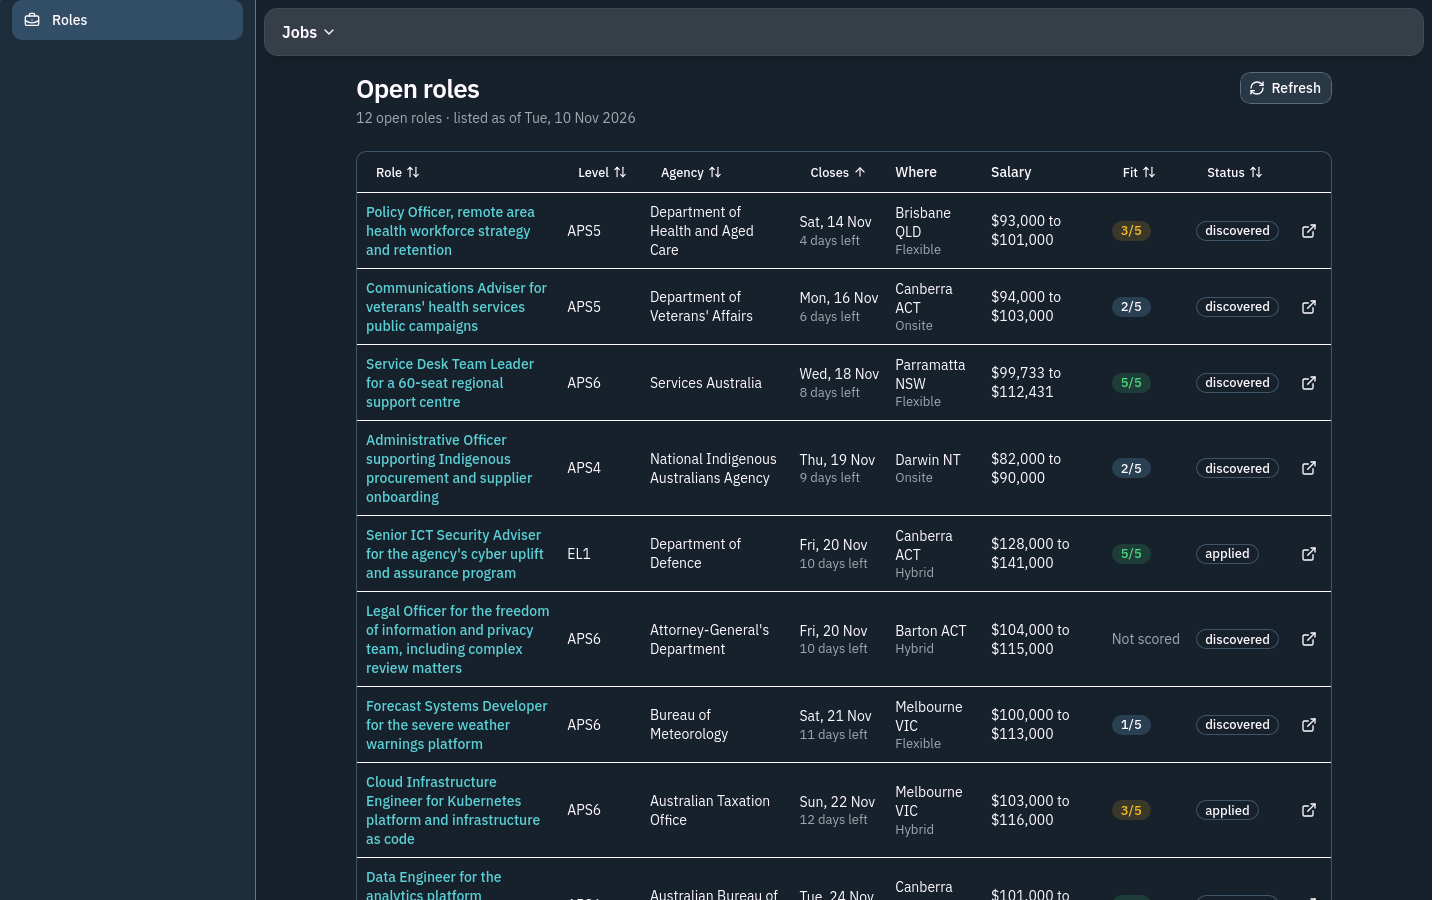 Roles
Jobs
Open roles
Refresh
12 open roles · listed as of Tue, 10 Nov 2026
Role Level Agency Closes Where Salary Fit Status
Policy Officer, remote area
health workforce strategy
and retention
APS5
Department of
Health and Aged
Care
Sat, 14 Nov
4 days left
Brisbane
QLD
Flexible
$93,000 to
$101,000
3/5
discovered
Communications Adviser for
veterans' health services
public campaigns
APS5
Department of
Veterans' Affairs
Mon, 16 Nov
6 days left
Canberra
ACT
Onsite
$94,000 to
$103,000
2/5
discovered
Service Desk Team Leader
for a 60-seat regional
support centre
APS6
Services Australia
Wed, 18 Nov
8 days left
Parramatta
NSW
Flexible
$99,733 to
$112,431
5/5
discovered
Administrative Officer
supporting Indigenous
procurement and supplier
onboarding
APS4
National Indigenous
Australians Agency
Thu, 19 Nov
9 days left
Darwin NT
Onsite
$82,000 to
$90,000
2/5
discovered
Senior ICT Security Adviser
for the agency's cyber uplift
and assurance program
EL1
Department of
Defence
Fri, 20 Nov
10 days left
Canberra
ACT
Hybrid
$128,000 to
$141,000
5/5
applied
Legal Officer for the freedom
of information and privacy
team, including complex
review matters
APS6
Attorney-General's
Department
Fri, 20 Nov
10 days left
Barton ACT
Hybrid
$104,000 to
$115,000
Not scored
discovered
Forecast Systems Developer
for the severe weather
warnings platform
APS6
Bureau of
Meteorology
Sat, 21 Nov
11 days left
Melbourne
VIC
Flexible
$100,000 to
$113,000
1/5
discovered
Cloud Infrastructure
Engineer for Kubernetes
platform and infrastructure
as code
APS6
Australian Taxation
Office
Sun, 22 Nov
12 days left
Melbourne
VIC
Hybrid
$103,000 to
$116,000
3/5
applied
Data Engineer for the
analytics platform
Australian Bureau of
Tue, 24 Nov
Canberra
$101,000 to